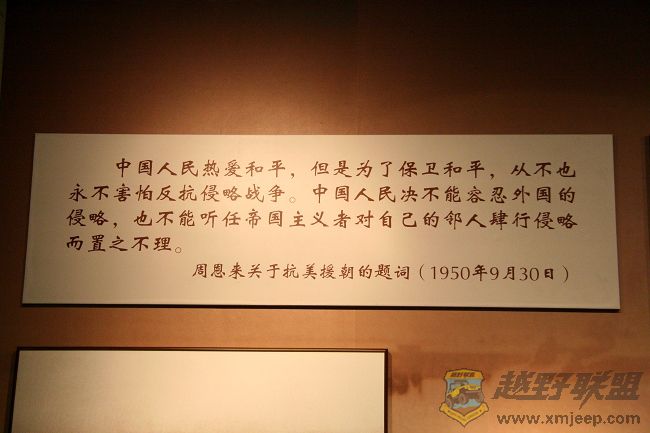 中国人民热爱和平，但是为了保卫和平，从不也
永不害怕反抗侵略战争。中国人民决不能容忍外国的
侵略，也不能听任帝国主义者对自己的邻人肆行侵略
而置之不理。
周恩来关于抗美援朝的题词（1950年9月30日）
越野联盟
越野联盟
www.xmjeep.com